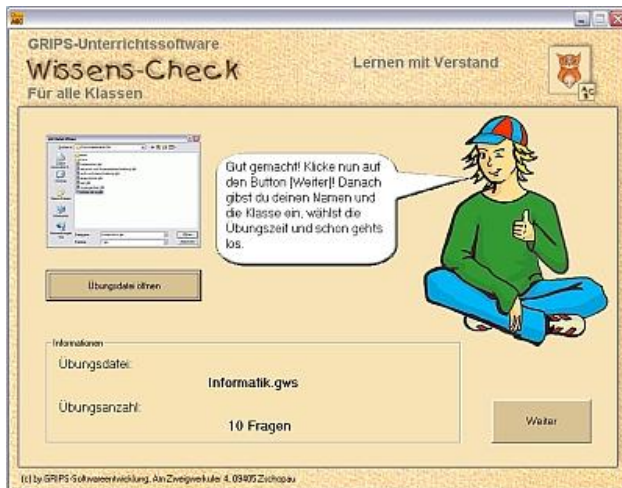 GRIPS-Unterrichtssoftware
Wissens-Check
Lernen mit Verstand
Für alle Klassen
Gut gemacht! Klicke nun auf
den Button [Weiter]! Danach
gibst du deinen Namen und
die Klasse ein, wählst die
Übungszeit und schon gehts
los.
Übungsdatei öffnen
Informationen
Übungsdatei:
Informatik.gws
Übungsanzahl:
10 Fragen
Weiter
(c) by GRIPS-Softwareentwicklung, Am Zweigwerkufer 4, 09405 Zschopau